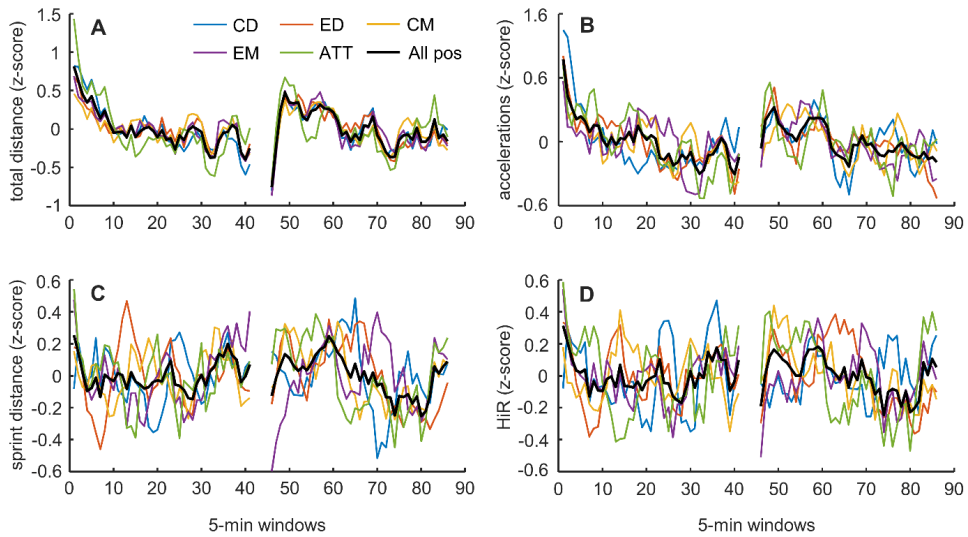 A
CD ED CM
EM ATT All pos
total distance (z-score)
1.5
1
0.5
0
-0.5
-1
0 10 20 30 40 50 60 70 80 90
B
accelerations (z-score)
1.6
0.6
0
-0.6
0 10 20 30 40 50 60 70 80 90
C
sprint distance (z-score)
0.6
0.4
0.2
0
-0.2
-0.4
-0.6
0 10 20 30 40 50 60 70 80 90
5-min windows
D
HiR (z-score)
0.6
0.4
0.2
0
-0.2
-0.4
-0.6
0 10 20 30 40 50 60 70 80 90
5-min windows